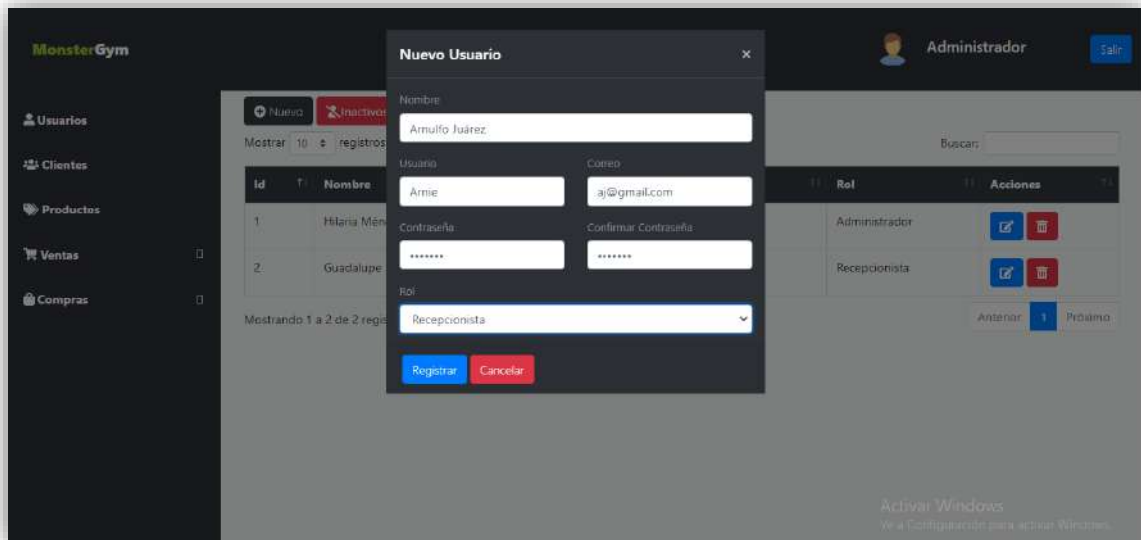 MonsterGym
Nuevo Usuario ×
Administrador
Salir
Usuarios
Clientes
Productos
Ventas
Compras
Nuevo Inactivos
Mostrar 10 registros
Buscar:
Id Nombre Rol Acciones
1 Hilaria Mén Administrador
2 Guadalupe Recepcionista
Mostrando 1 a 2 de 2 regis
Anterior 1 Próximo
Nombre
Arnulfo Juárez
Usuario Correo
Arnie aj@gmail.com
Contraseña Confirmar Contraseña
••••••• •••••••
Rol
Recepcionista
Registrar Cancelar
Activar Windows
Ve a Configuración para activar Windows.